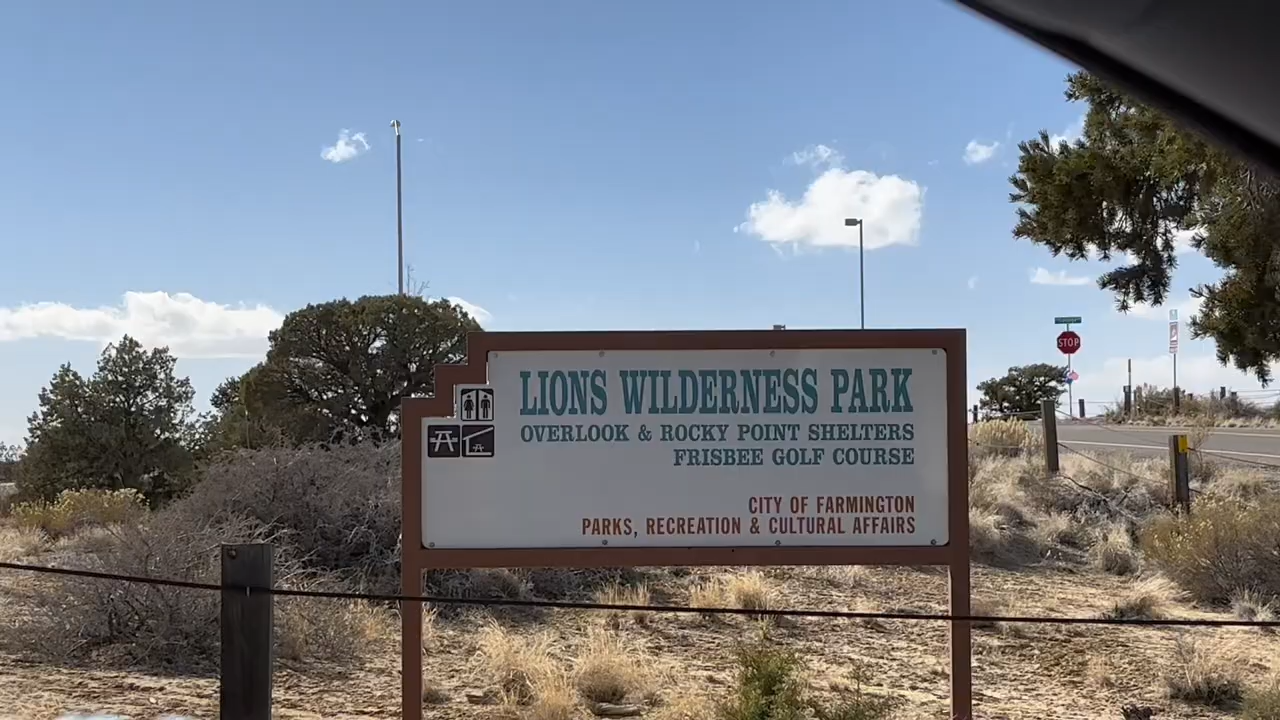 LIONS WILDERNESS PARK
OVERLOOK & ROCKY POINT SHELTERS
FRISBEE GOLF COURSE
CITY OF FARMINGTON
PARKS, RECREATION & CULTURAL AFFAIRS
STOP